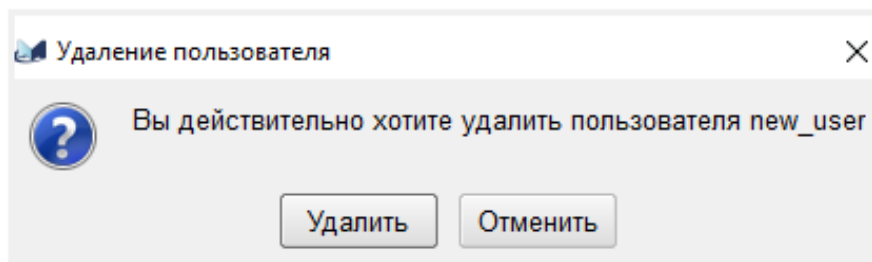 Удаление пользователя
Вы действительно хотите удалить пользователя new_user
Удалить Отменить